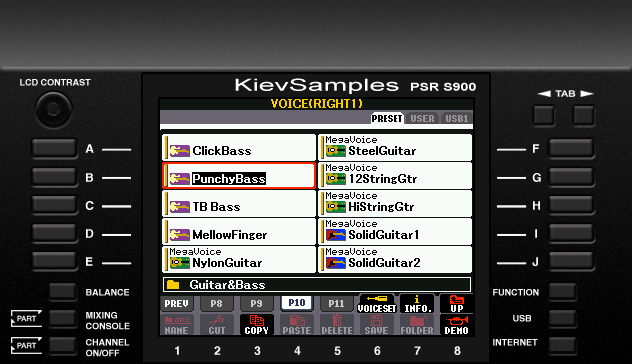 KievSamples PSR S900
LCD CONTRAST
TAB
VOICE(RIGHT1)
PRESET USER USB1
A
B
C
D
E
ClickBass
PunchyBass
TB Bass
MellowFinger
MegaVoice
NylonGuitar
MegaVoice
SteelGuitar
MegaVoice
12StringGtr
MegaVoice
HiStringGtr
MegaVoice
SolidGuitar1
MegaVoice
SolidGuitar2
F
G
H
I
J
Guitar&Bass
PREV P8 P9 P10 P11 VOICESET INFO. UP
NAME CUT COPY PASTE DELETE SAVE FOLDER DEMO
1 2 3 4 5 6 7 8
BALANCE
PART MIXING
CONSOLE
PART CHANNEL
ON/OFF
FUNCTION
USB
INTERNET